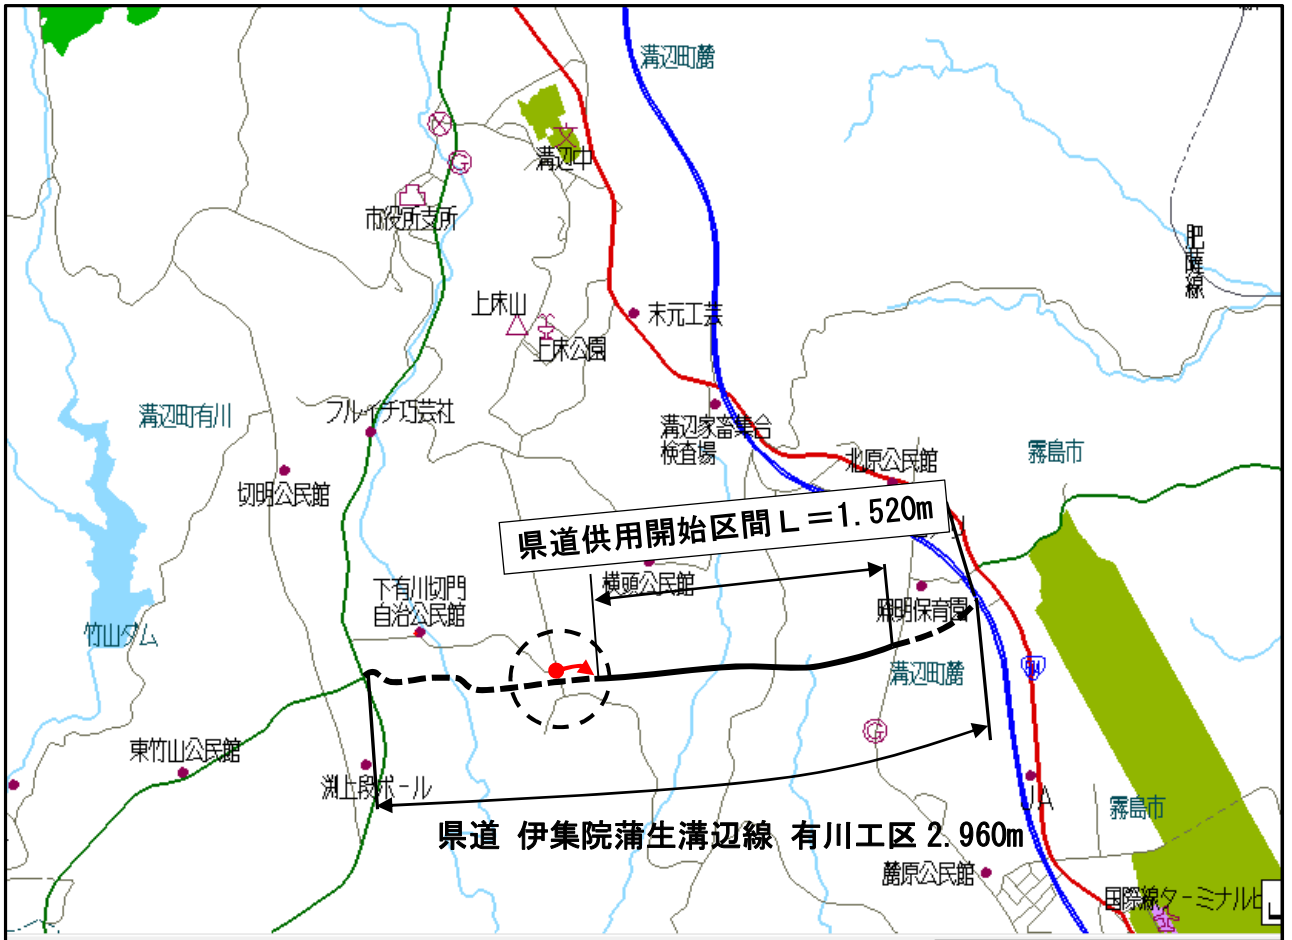 溝辺町麓
溝辺中
市役所支所
肥薩線
上床山
末元工芸
上床公園
フルイチ巧芸社
溝辺町有川
溝辺家畜集合
検査場
北原公民館
霧島市
切明公民館
県道供用開始区間L=1.520m
横頭公民館
下有川切門
自治公民館
照明保育園
竹山ダム
溝辺町麓
504
東竹山公民館
渕上段ボール
JA
霧島市
県道 伊集院蒲生溝辺線 有川工区 2.960m
麓原公民館
国際線ターミナルビ